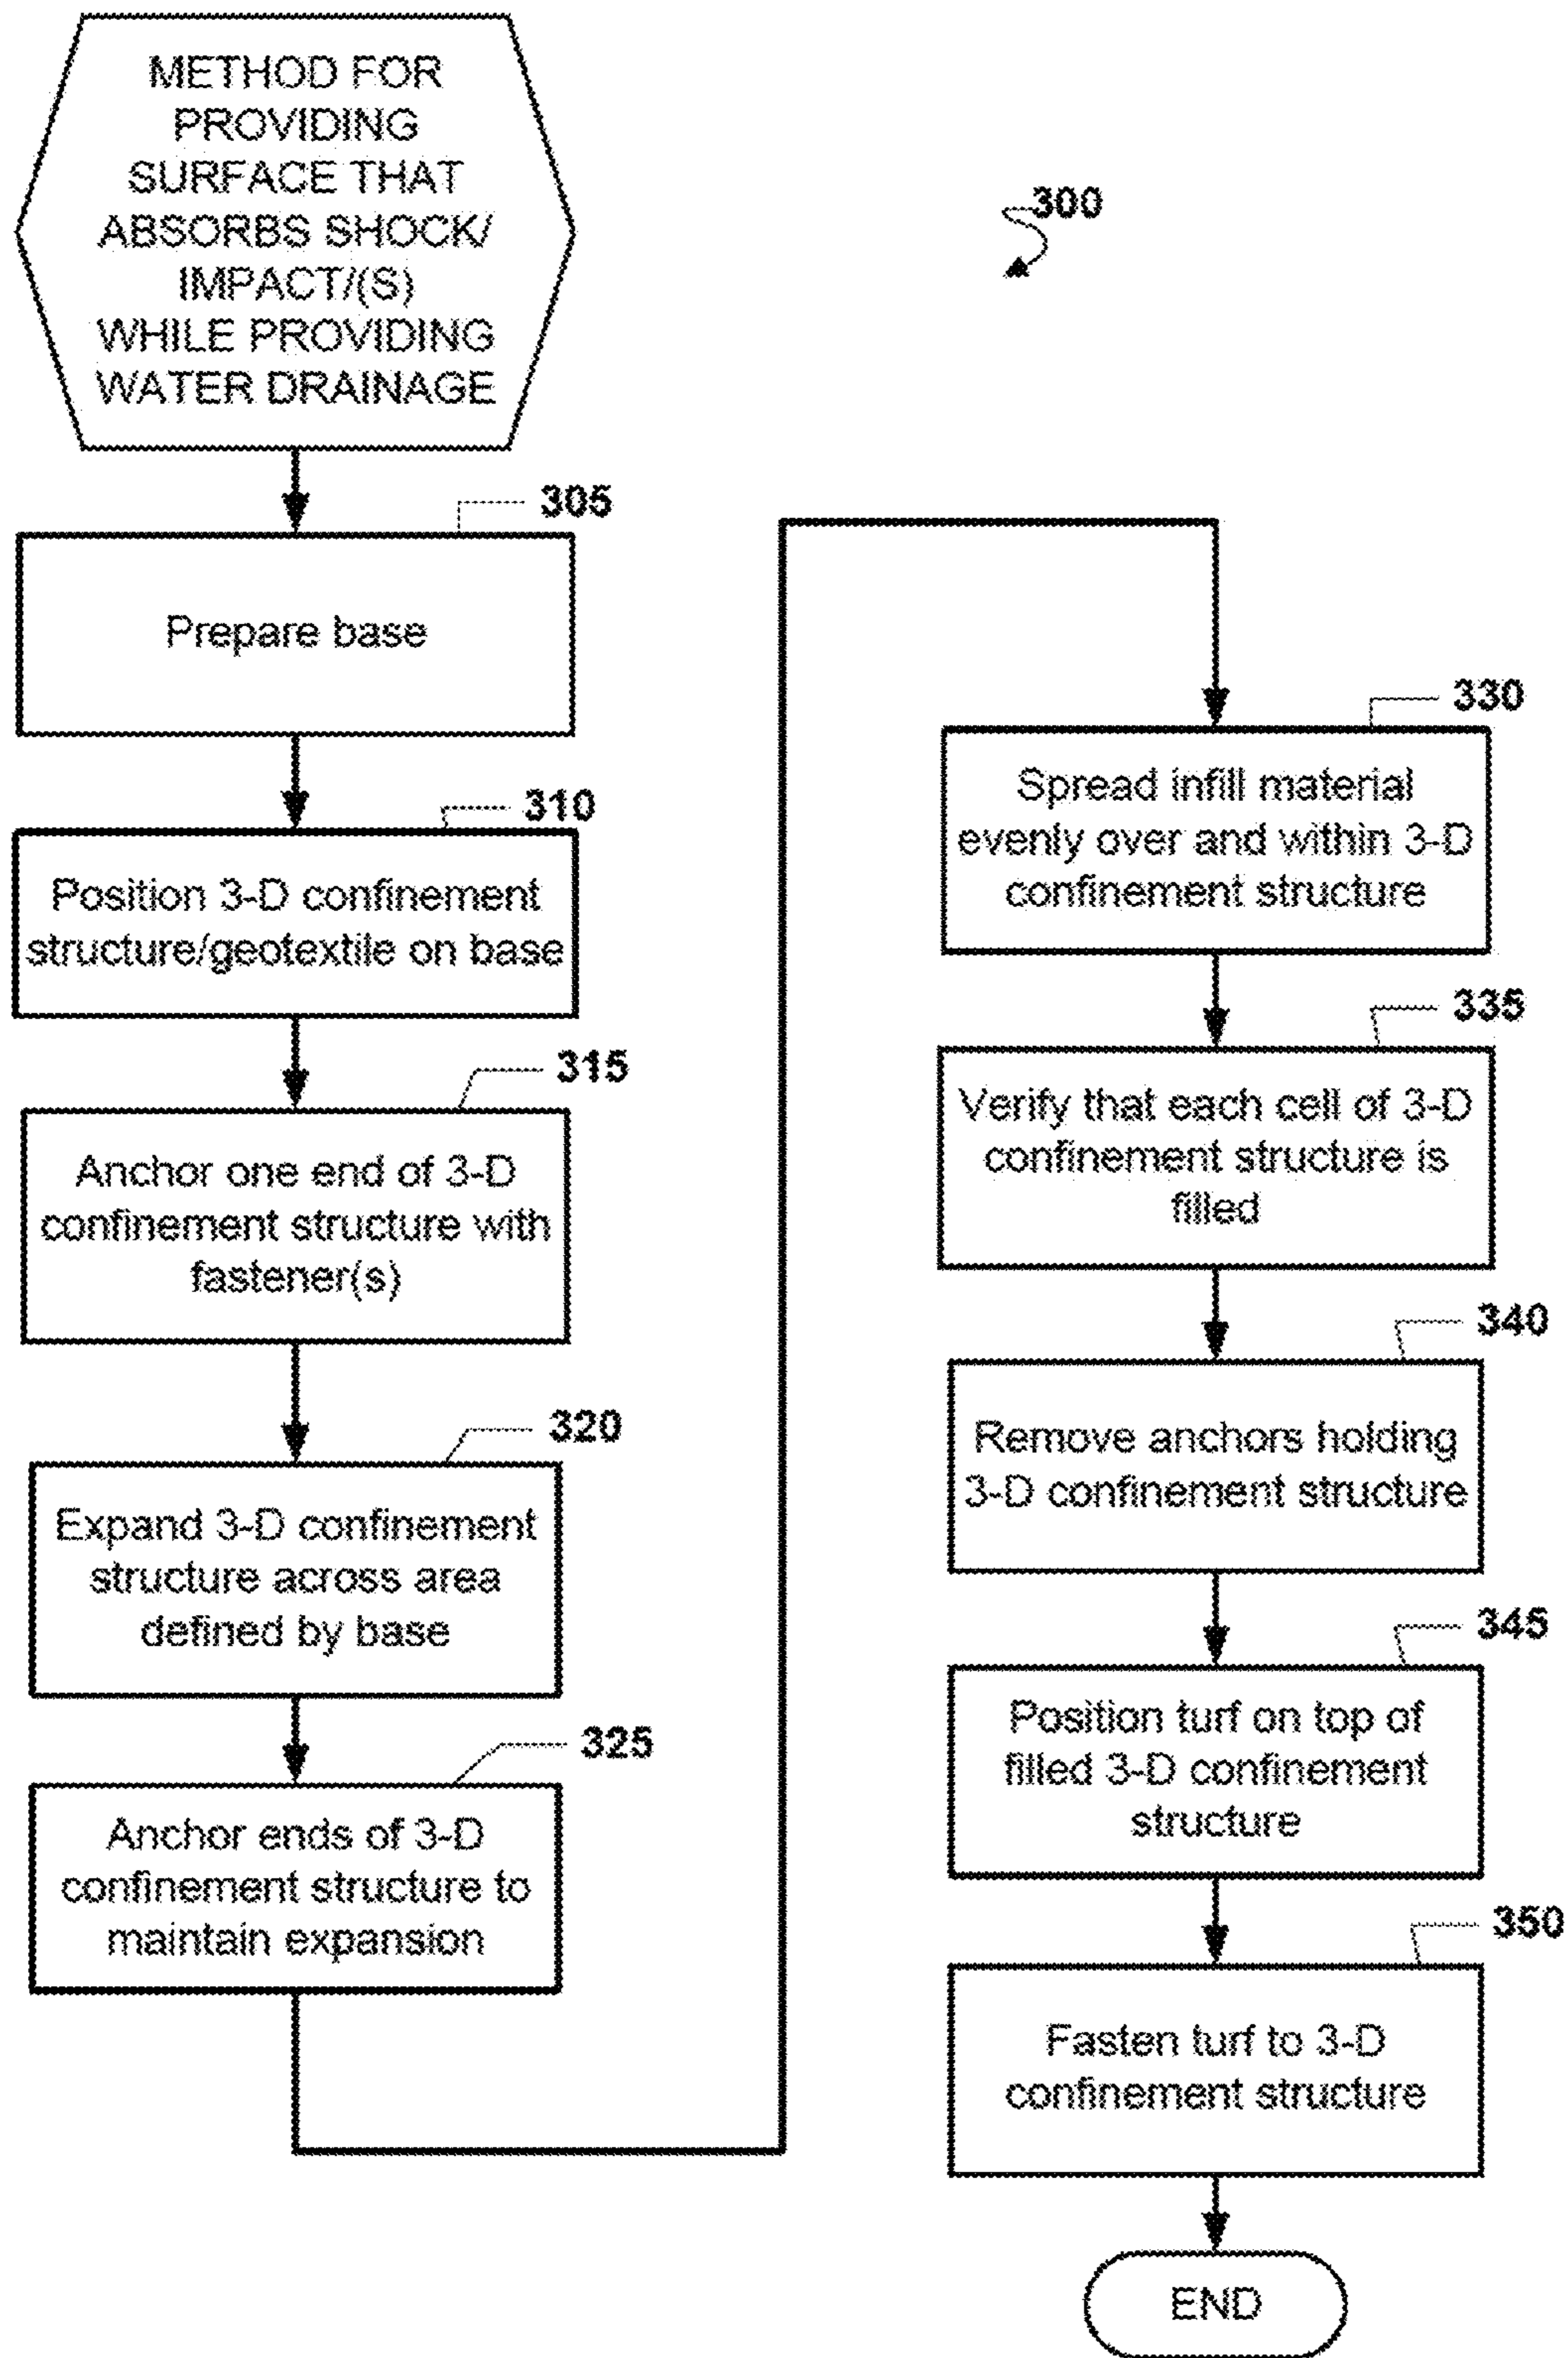 METHOD FOR
PROVIDING
SURFACE THAT
ABSORBS SHOCK/
IMPACT/(S)
WHILE PROVIDING
WATER DRAINAGE
300
305
Prepare base
310
Position 3-D confinement
structure/geotextile on base
315
Anchor one end of 3-D
confinement structure with
fastener(s)
320
Expand 3-D confinement
structure across area
defined by base
325
Anchor ends of 3-D
confinement structure to
maintain expansion
330
Spread infill material
evenly over and within 3-D
confinement structure
335
Verify that each cell of 3-D
confinement structure is
filled
340
Remove anchors holding
3-D confinement structure
345
Position turf on top of
filled 3-D confinement
structure
350
Fasten turf to 3-D
confinement structure
END